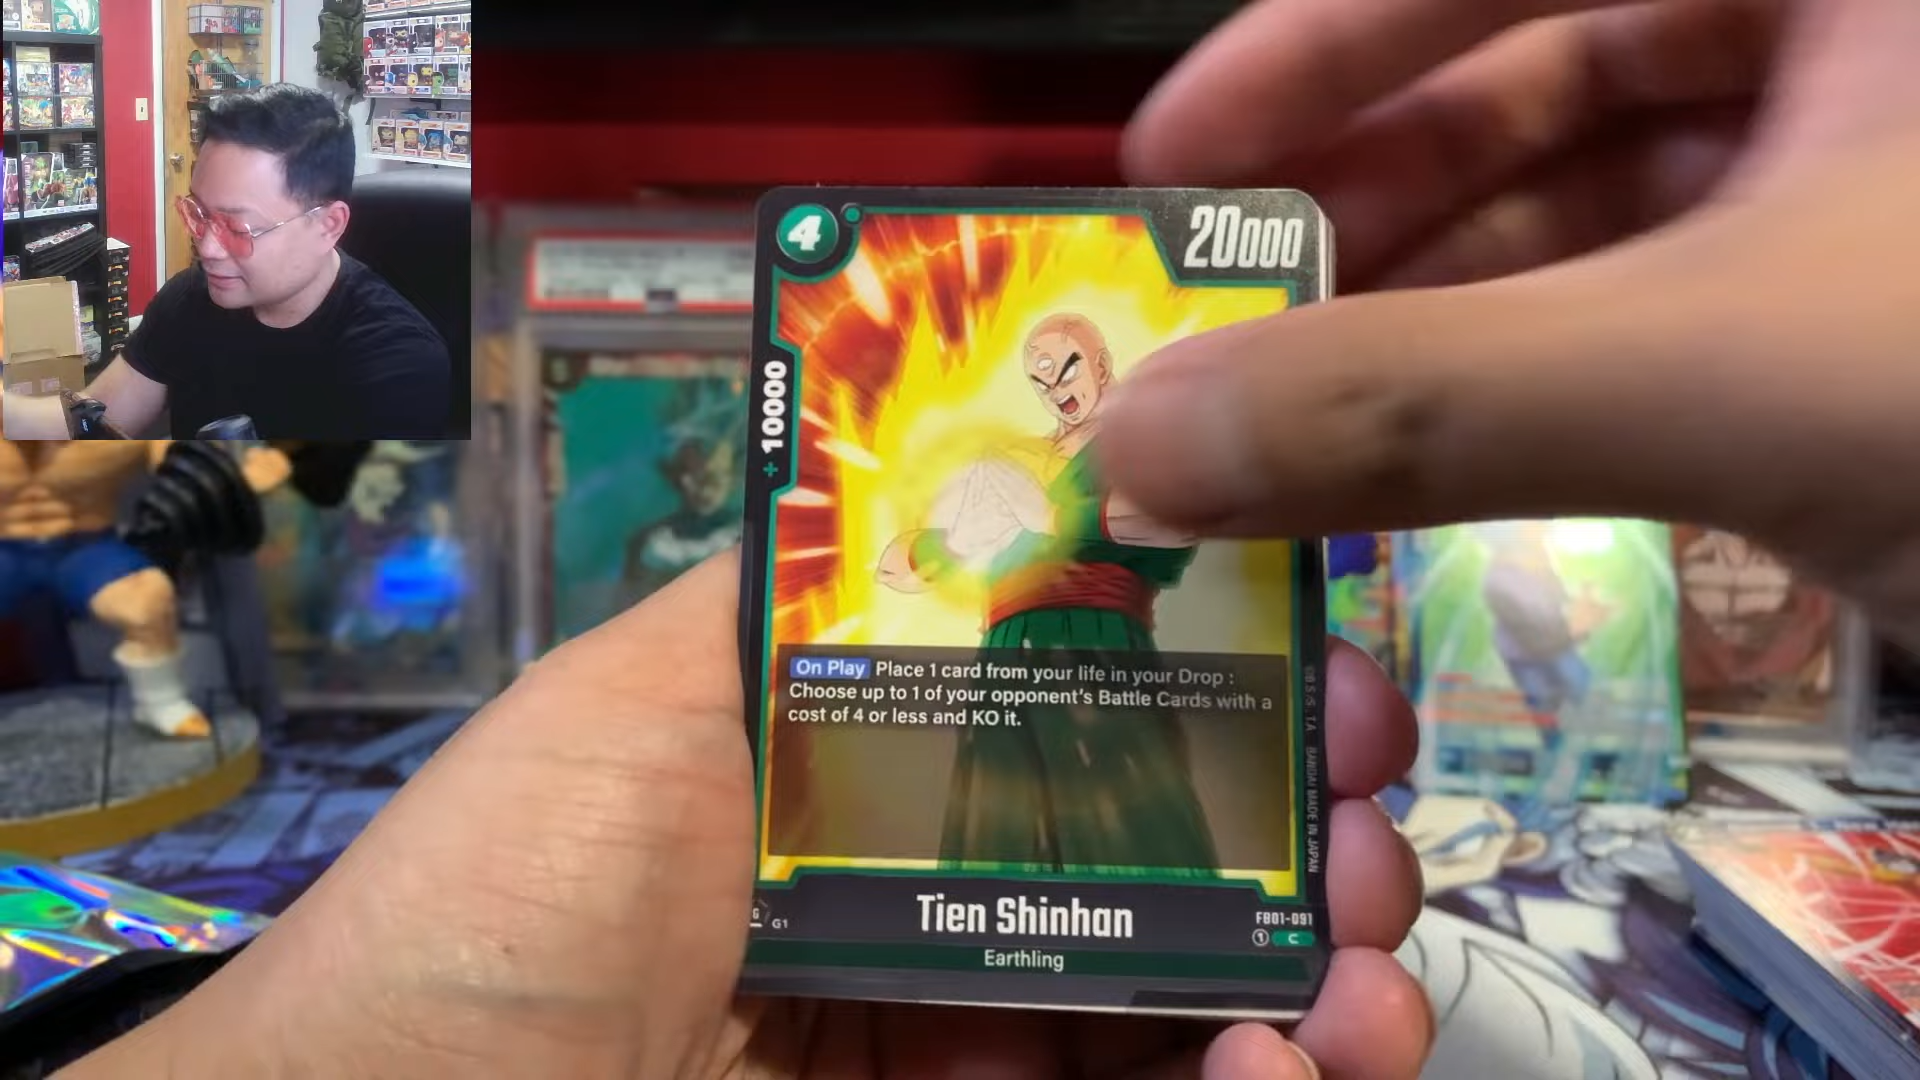 4
20000
+10000
On Play Place 1 card from your life in your Drop :
Choose up to 1 of your opponent's Battle Cards with a
cost of 4 or less and KO it.
BANDAI MADE IN JAPAN
Tien Shinhan
FB01-091
G / G1
1 C
Earthling